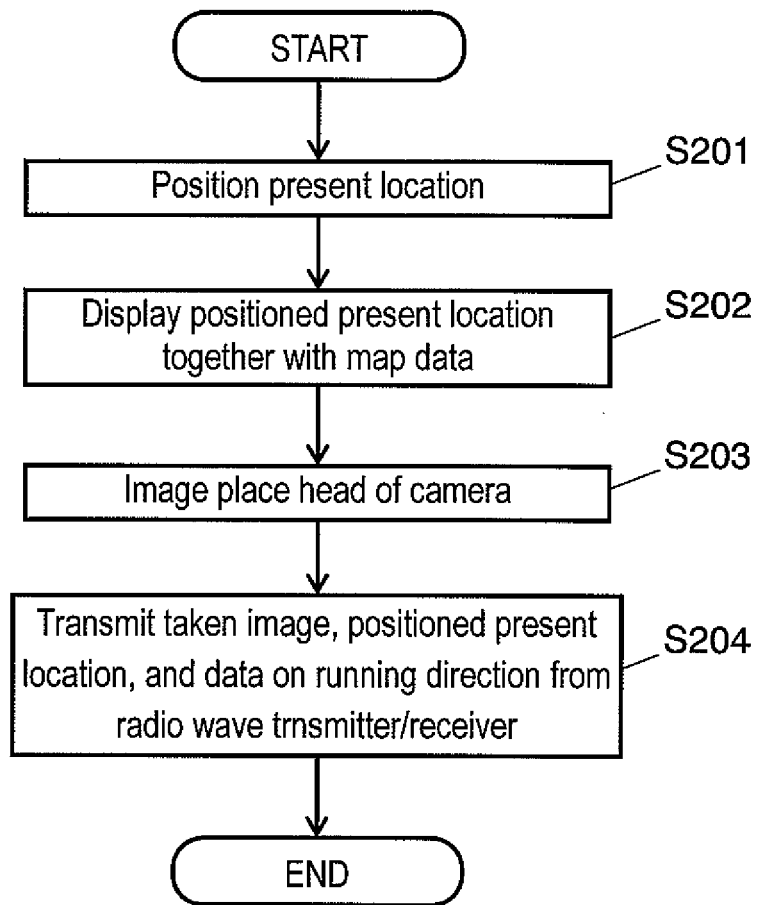 START
S201
Position present location
S202
Display positioned present location
together with map data
S203
Image place head of camera
S204
Transmit taken image, positioned present
location, and data on running direction from
radio wave trnsmitter/receiver
END